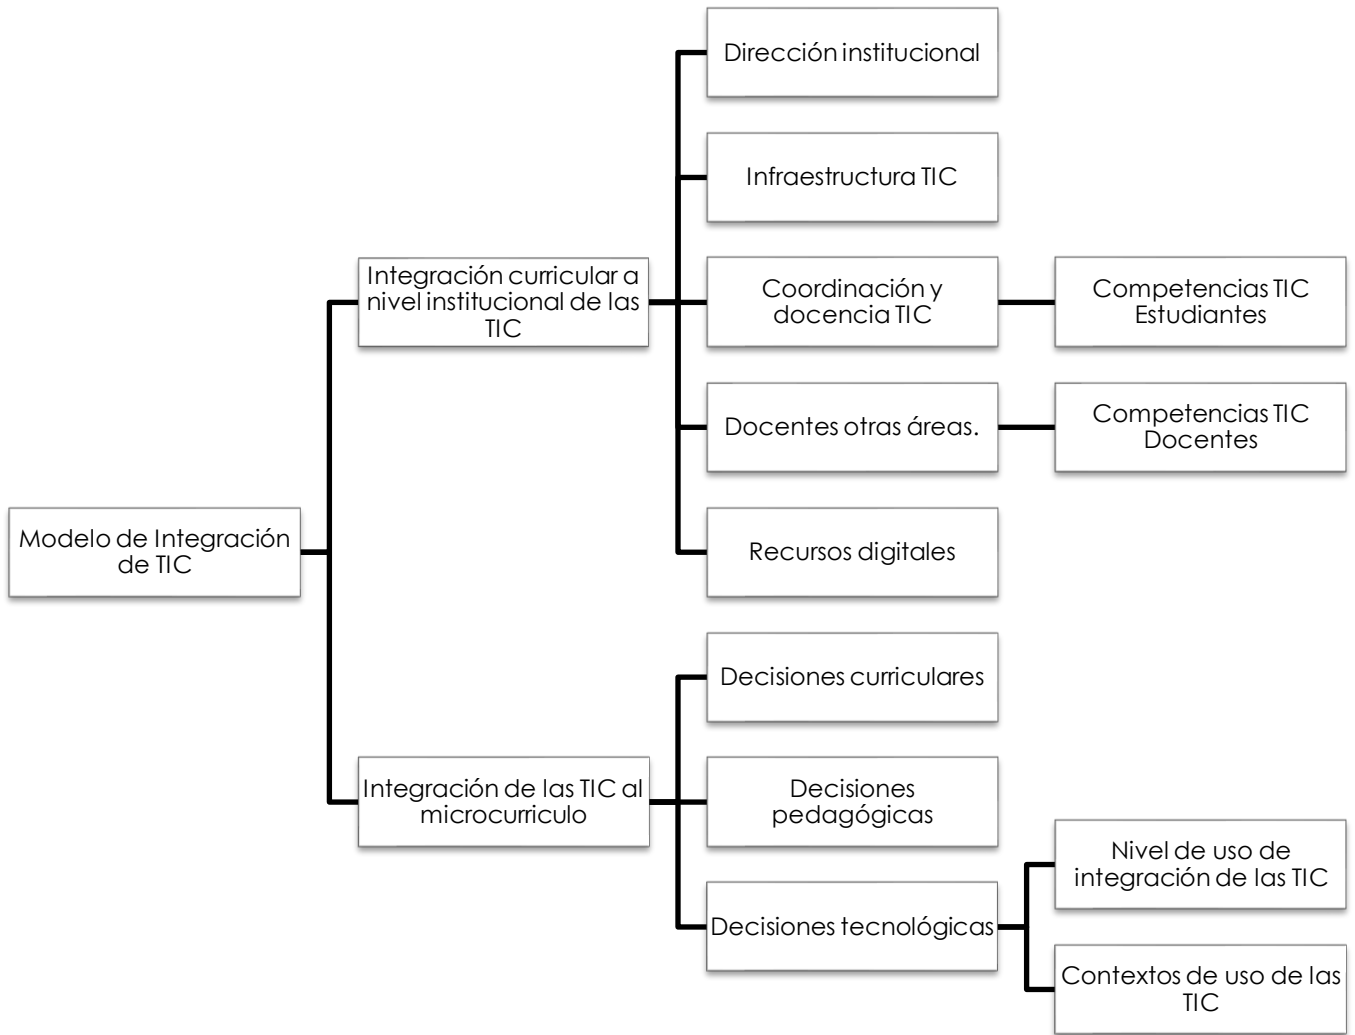 Dirección institucional
Infraestructura TIC
Integración curricular a
nivel institucional de las
TIC
Coordinación y
docencia TIC
Competencias TIC
Estudiantes
Docentes otras áreas.
Competencias TIC
Docentes
Modelo de Integración
de TIC
Recursos digitales
Decisiones curriculares
Integración de las TIC al
microcurriculo
Decisiones
pedagógicas
Nivel de uso de
integración de las TIC
Decisiones tecnológicas
Contextos de uso de las
TIC